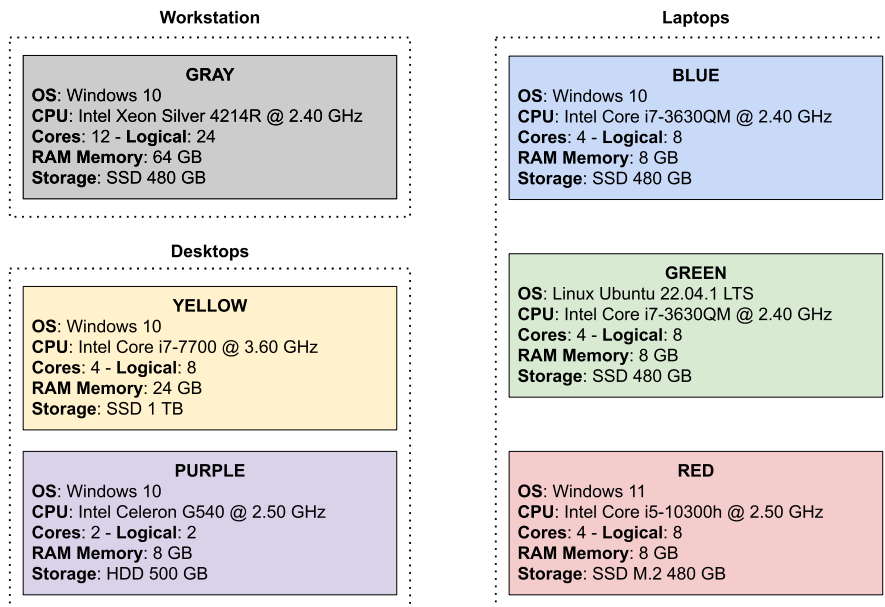 Workstation
GRAY
OS: Windows 10
CPU: Intel Xeon Silver 4214R @ 2.40 GHz
Cores: 12 - Logical: 24
RAM Memory: 64 GB
Storage: SSD 480 GB
Desktops
YELLOW
OS: Windows 10
CPU: Intel Core i7-7700 @ 3.60 GHz
Cores: 4 - Logical: 8
RAM Memory: 24 GB
Storage: SSD 1 TB
PURPLE
OS: Windows 10
CPU: Intel Celeron G540 @ 2.50 GHz
Cores: 2 - Logical: 2
RAM Memory: 8 GB
Storage: HDD 500 GB
Laptops
BLUE
OS: Windows 10
CPU: Intel Core i7-3630QM @ 2.40 GHz
Cores: 4 - Logical: 8
RAM Memory: 8 GB
Storage: SSD 480 GB
GREEN
OS: Linux Ubuntu 22.04.1 LTS
CPU: Intel Core i7-3630QM @ 2.40 GHz
Cores: 4 - Logical: 8
RAM Memory: 8 GB
Storage: SSD 480 GB
RED
OS: Windows 11
CPU: Intel Core i5-10300h @ 2.50 GHz
Cores: 4 - Logical: 8
RAM Memory: 8 GB
Storage: SSD M.2 480 GB